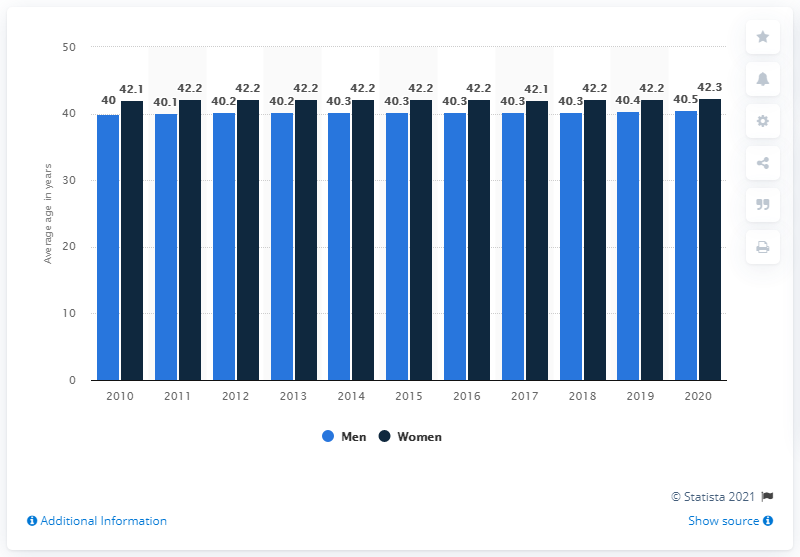 50
40
30
20
10
0
Average age in years
40 42.1 40.1 42.2 40.2 42.2 40.2 42.2 40.3 42.2 40.3 42.2 40.3 42.2 40.3 42.1 40.3 42.2 40.4 42.2 40.5 42.3
2010 2011 2012 2013 2014 2015 2016 2017 2018 2019 2020
Men Women
© Statista 2021
Additional Information Show source